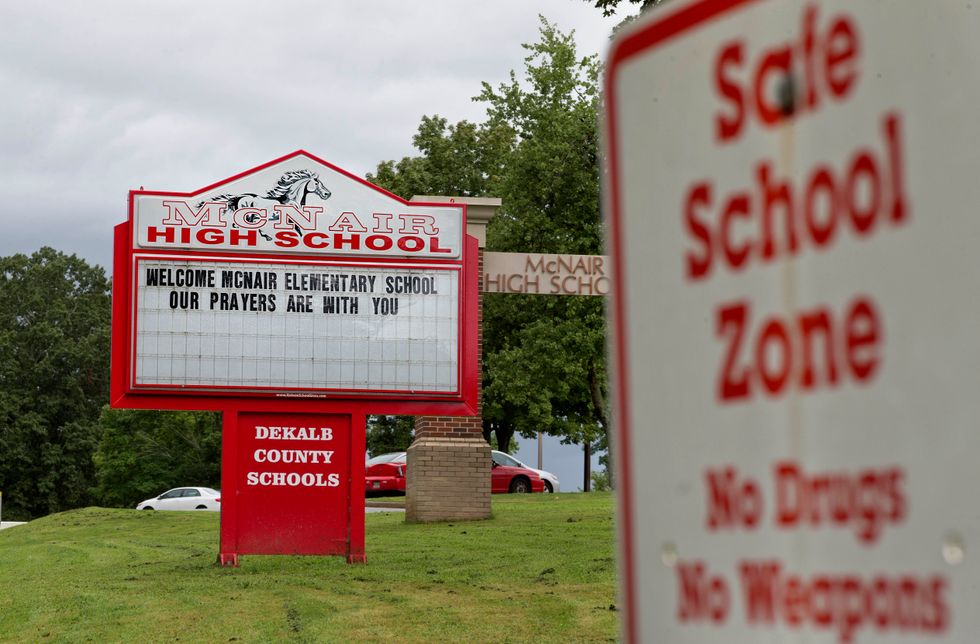 McNAIR
HIGH SCHOOL
WELCOME MCNAIR ELEMENTARY SCHOOL
OUR PRAYERS ARE WITH YOU
DEKALB
COUNTY
SCHOOLS
McNAIR
HIGH SCHO
Safe
School
Zone
No Drugs
No Weapons